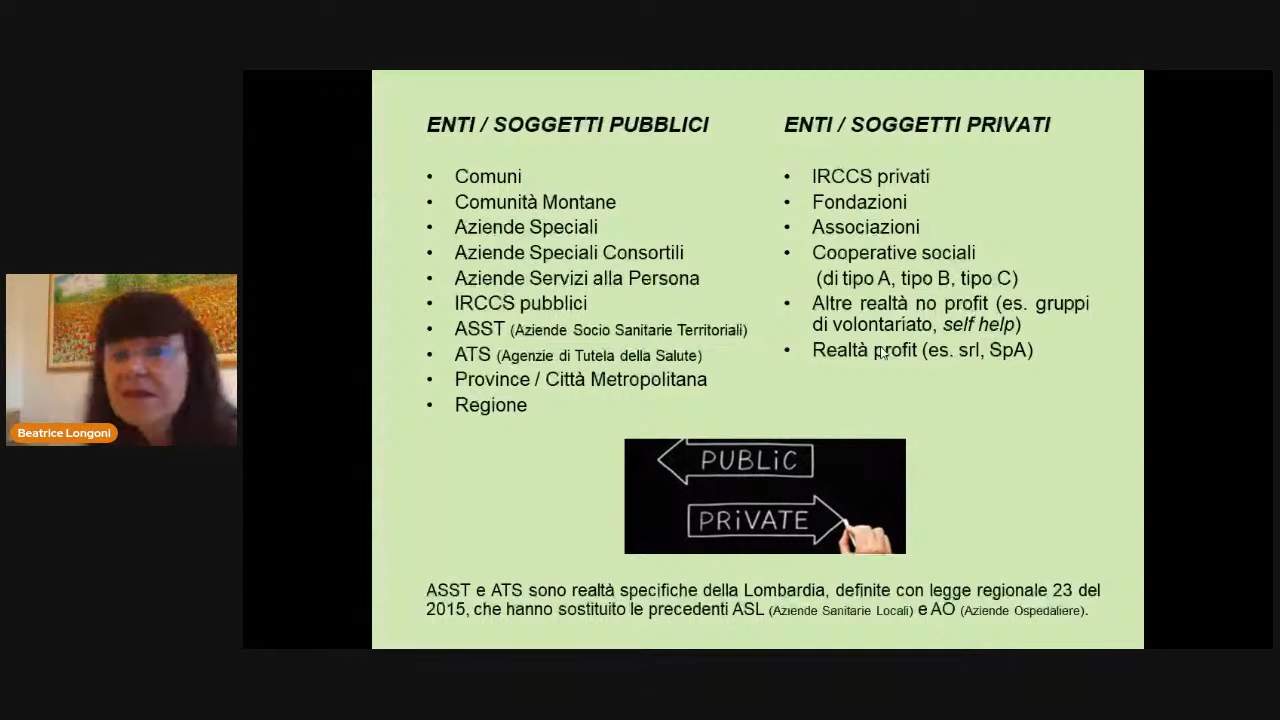 ENTI / SOGGETTI PUBBLICI
• Comuni
• Comunità Montane
• Aziende Speciali
• Aziende Speciali Consortili
• Aziende Servizi alla Persona
• IRCCS pubblici
• ASST (Aziende Socio Sanitarie Territoriali)
• ATS (Agenzie di Tutela della Salute)
• Province / Città Metropolitana
• Regione
ENTI / SOGGETTI PRIVATI
• IRCCS privati
• Fondazioni
• Associazioni
• Cooperative sociali
(di tipo A, tipo B, tipo C)
• Altre realtà no profit (es. gruppi
di volontariato, self help)
• Realtà profit (es. srl, SpA)
PUBLiC
PRiVATE
ASST e ATS sono realtà specifiche della Lombardia, definite con legge regionale 23 del
2015, che hanno sostituito le precedenti ASL (Aziende Sanitarie Locali) e AO (Aziende Ospedaliere).
Beatrice Longoni